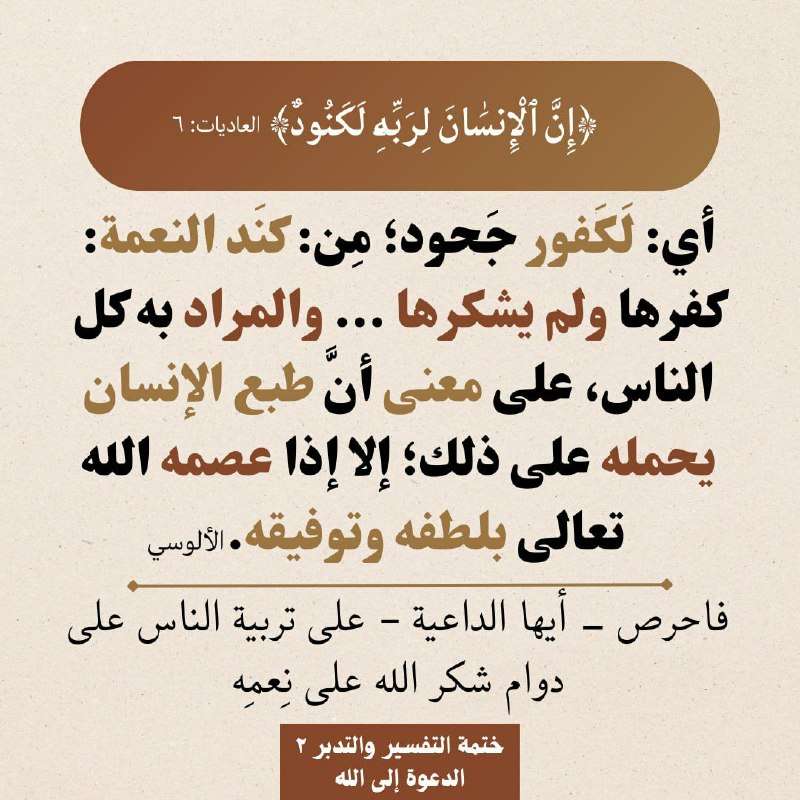 ﴿إِنَّ ٱلْإِنسَٰنَ لِرَبِّهِۦ لَكَنُودٌ﴾ العاديات: ٦
أي: لَكَفور جَحود؛ مِن: كنَد النعمة:
كفرها ولم يشكرها ... والمراد به كل
الناس، على معنى أنَّ طبع الإنسان
يحمله على ذلك؛ إلا إذا عصمه الله
تعالى بلطفه وتوفيقه. الألوسي
فاحرص – أيها الداعية – على تربية الناس على
دوام شكر الله على نِعمِه
ختمة التفسير والتدبر ٢
الدعوة إلى الله